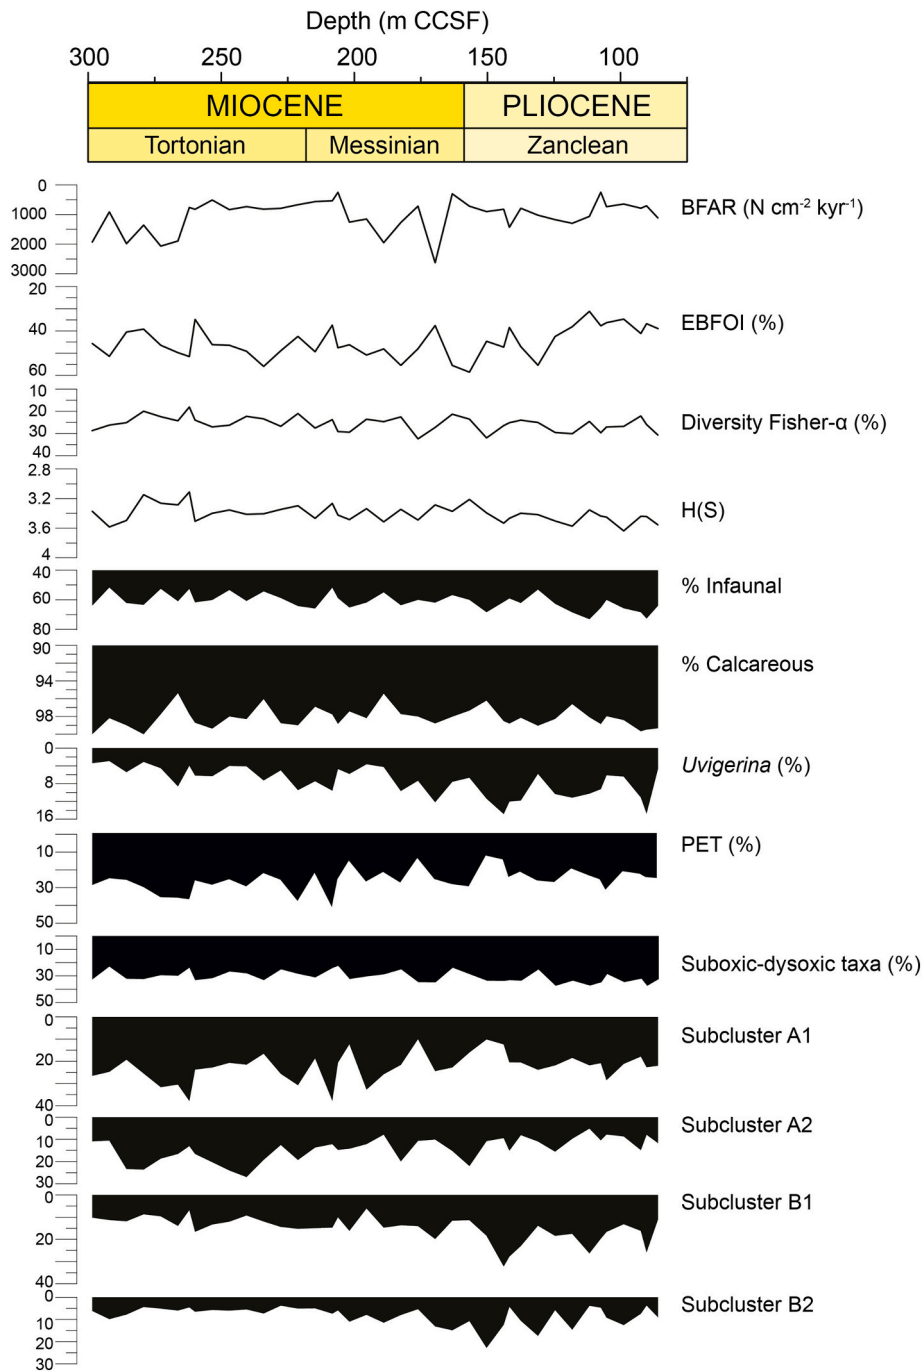 Depth (m CCSF)
300 250 200 150 100
MIOCENE PLIOCENE
Tortonian Messinian Zanclean
0
1000
2000
3000
BFAR (N cm⁻² kyr⁻¹)
20
40
60
EBFOI (%)
10
20
30
40
Diversity Fisher-α (%)
2.8
3.2
3.6
4
H(S)
40
60
80
% Infaunal
90
94
98
% Calcareous
0
8
16
Uvigerina (%)
10
30
50
PET (%)
10
30
50
Suboxic-dysoxic taxa (%)
0
20
40
Subcluster A1
0
10
20
30
Subcluster A2
0
20
40
Subcluster B1
0
10
20
30
Subcluster B2